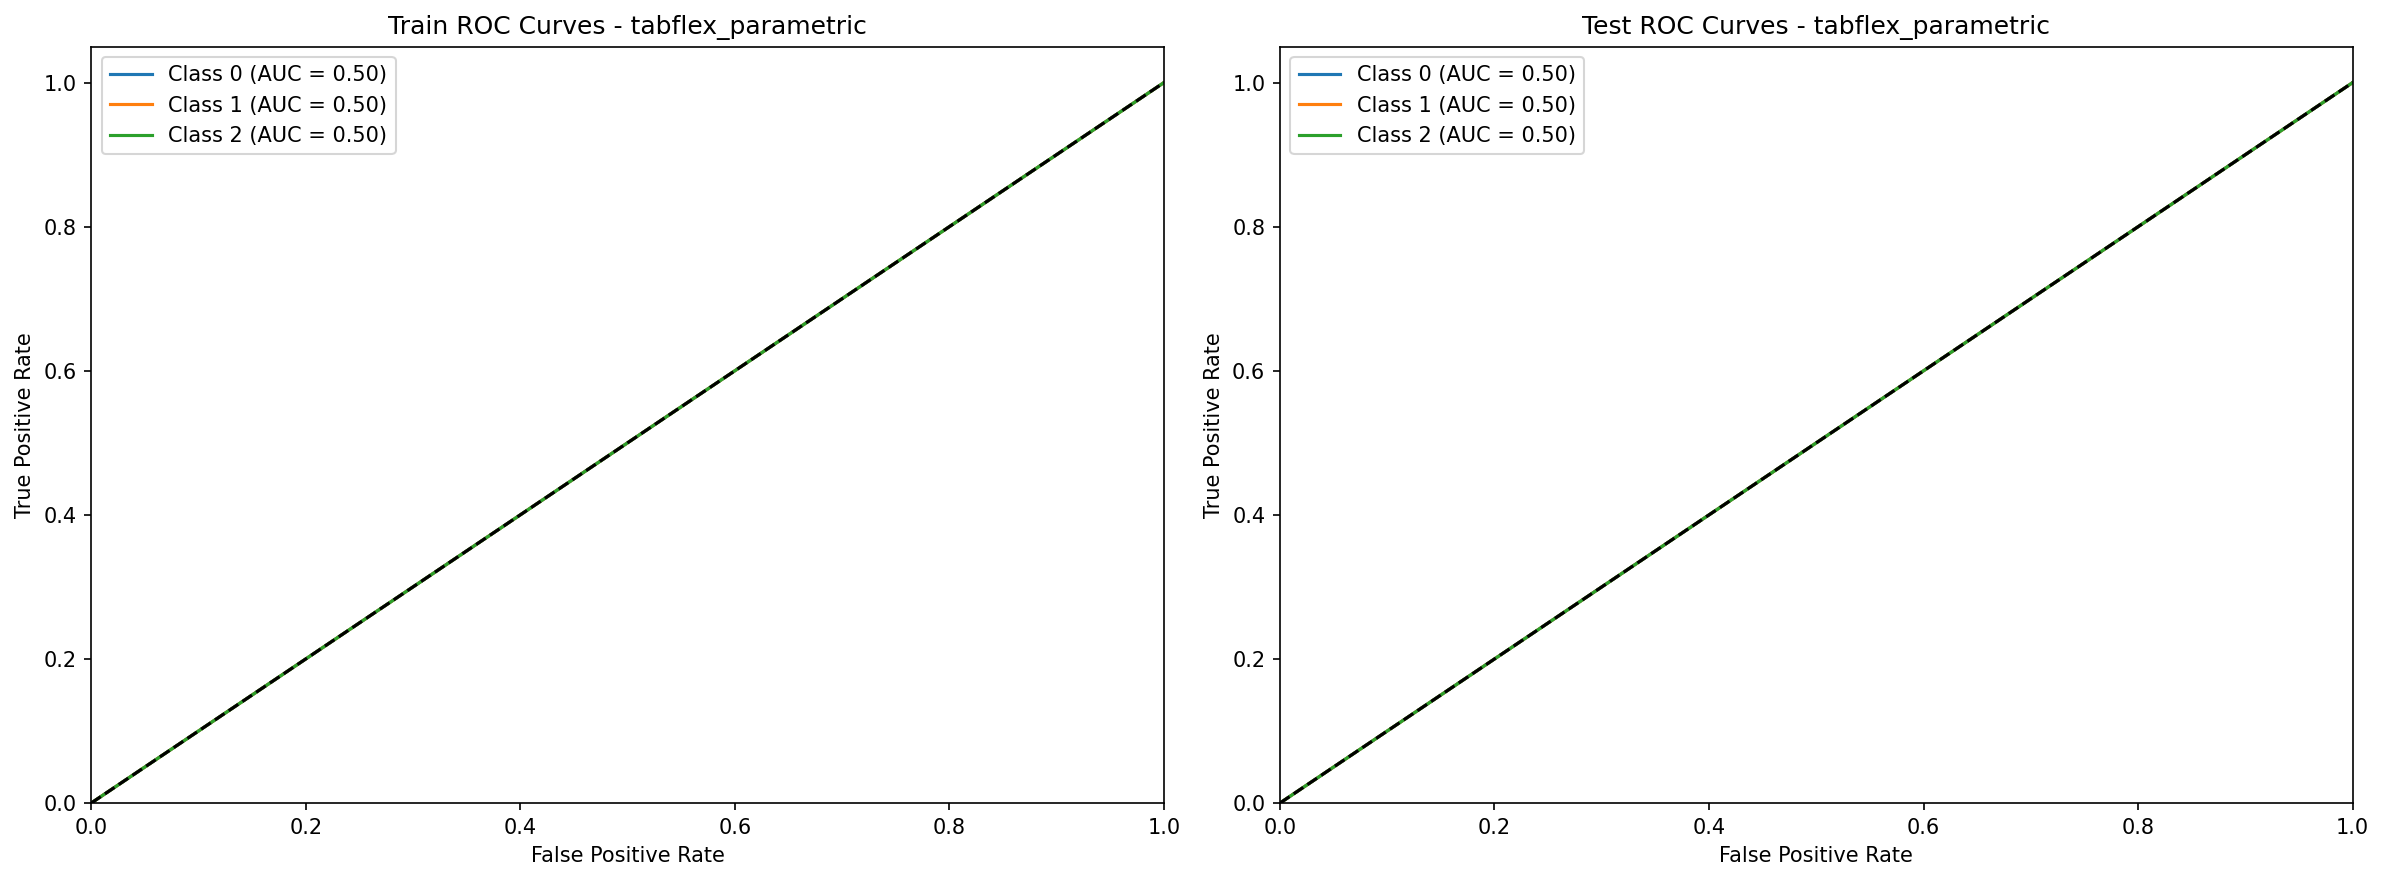 Train ROC Curves - tabflex_parametric
Class 0 (AUC = 0.50)
Class 1 (AUC = 0.50)
Class 2 (AUC = 0.50)
1.0
0.8
0.6
0.4
0.2
0.0
True Positive Rate
0.0 0.2 0.4 0.6 0.8 1.0
False Positive Rate
Test ROC Curves - tabflex_parametric
Class 0 (AUC = 0.50)
Class 1 (AUC = 0.50)
Class 2 (AUC = 0.50)
1.0
0.8
0.6
0.4
0.2
0.0
True Positive Rate
0.0 0.2 0.4 0.6 0.8 1.0
False Positive Rate